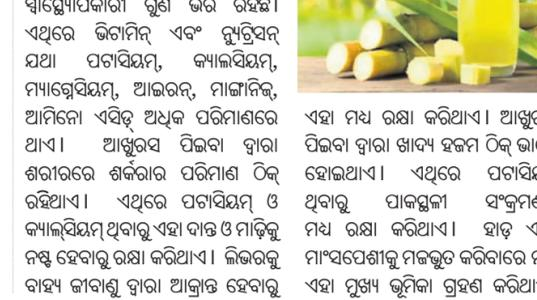 ସ୍ୱାସ୍ଥ୍ୟୋପକାରୀ ଗୁଣ ଭରି ରହିଛି।
ଏଥିରେ ଭିଟାମିନ୍ ଏବଂ ନ୍ୟୁଟ୍ରିସନ୍
ଯଥା ପଟାସିୟମ୍, କ୍ୟାଲସିୟମ୍,
ମ୍ୟାଗ୍ନେସିୟମ୍, ଆଇରନ୍, ମାଙ୍ଗାନିକ୍,
ଆମିନୋ ଏସିଡ୍ ଅଧିକ ପରିମାଣରେ
ଥାଏ। ଆଖୁରସ ପିଇବା ଦ୍ୱାରା
ଶରୀରରେ ଶର୍କରାର ପରିମାଣ ଠିକ୍
ରହିଥାଏ। ଏଥିରେ ପଟାସିୟମ୍ ଓ
କ୍ୟାଲ୍‌ସିୟମ୍ ଥିବାରୁ ଏହା ଦାନ୍ତ ଓ ମାଢ଼ିକୁ
ନଷ୍ଟ ହେବାରୁ ରକ୍ଷା କରିଥାଏ। ଲିଭରକୁ
ବାହ୍ୟ ଜୀବାଣୁ ଦ୍ୱାରା ଆକ୍ରାନ୍ତ ହେବାରୁ
ଏହା ମଧ୍ୟ ରକ୍ଷା କରିଥାଏ। ଆଖୁର
ପିଇବା ଦ୍ୱାରା ଖାଦ୍ୟ ହଜମ ଠିକ୍ ଭା
ହୋଇଥାଏ। ଏଥିରେ ପଟାସି
ଥିବାରୁ ପାକସ୍ଥଳୀ ସଂକ୍ରମଣ
ମଧ୍ୟ ରକ୍ଷା କରିଥାଏ। ହାଡ଼ ଏ
ମାଂସପେଶୀକୁ ମଜଭୁତ କରିବାରେ
ଏହା ମୁଖ୍ୟ ଭୂମିକା ଗ୍ରହଣ କରିଥା